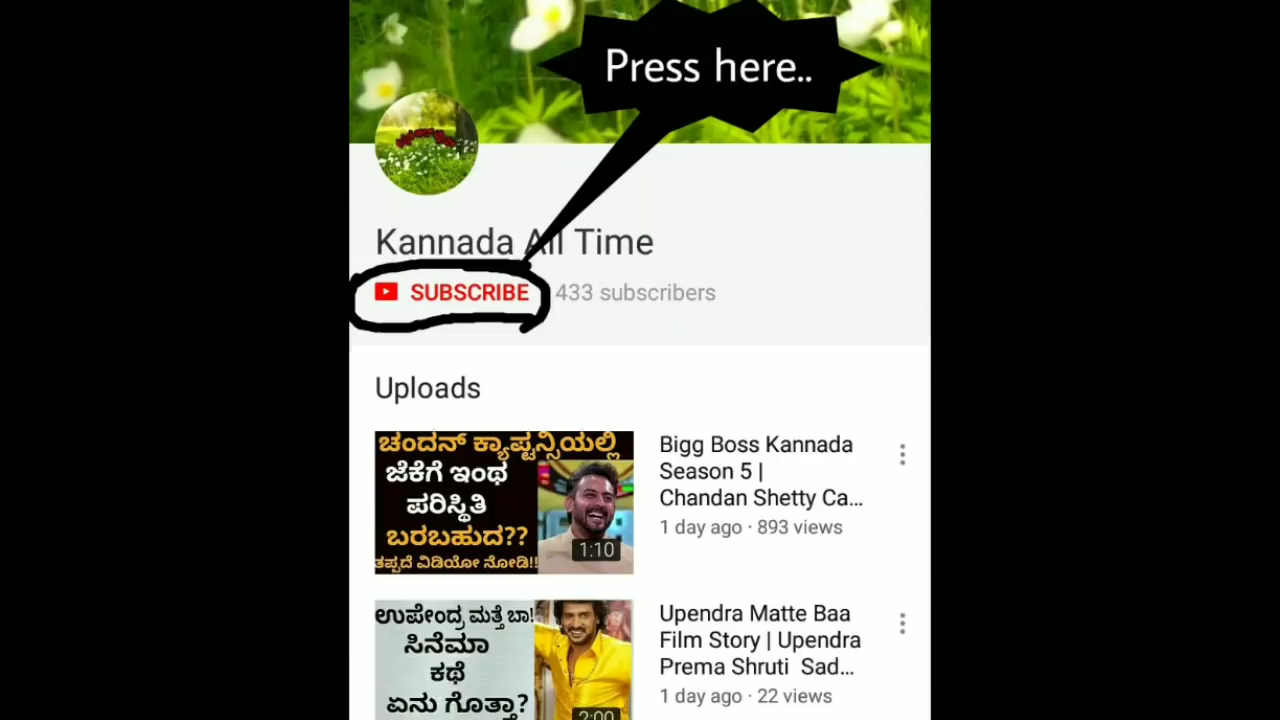 Press here..
Kannada All Time
SUBSCRIBE 433 subscribers
Uploads
ಚಂದನ್ ಕ್ಯಾಪ್ಟನ್ಸಿಯಲ್ಲಿ
ಜೆಕೆಗೆ ಇಂಥ
ಪರಿಸ್ಥಿತಿ
ಬರಬಹುದ??
ತಪ್ಪದೆ ವಿಡಿಯೋ ನೋಡಿ!!
1:10
Bigg Boss Kannada
Season 5 |
Chandan Shetty Ca...
1 day ago · 893 views
ಉಪೇಂದ್ರ ಮತ್ತೆ ಬಾ!
ಸಿನೆಮಾ
ಕಥೆ
ಏನು ಗೊತ್ತಾ?
2:00
Upendra Matte Baa
Film Story | Upendra
Prema Shruti Sad...
1 day ago · 22 views